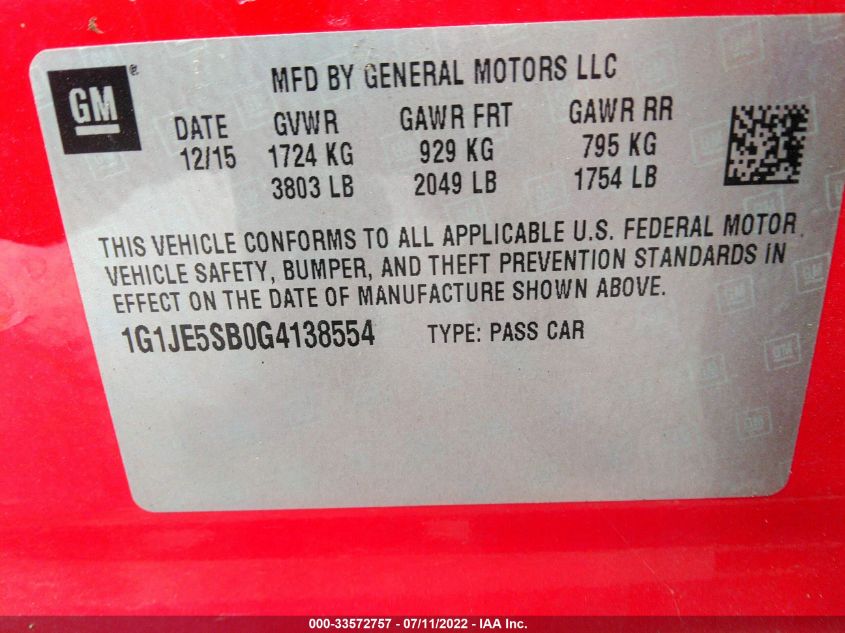 GM ®
MFD BY GENERAL MOTORS LLC
DATE GVWR GAWR FRT GAWR RR
12/15 1724 KG 929 KG 795 KG
3803 LB 2049 LB 1754 LB
THIS VEHICLE CONFORMS TO ALL APPLICABLE U.S. FEDERAL MOTOR
VEHICLE SAFETY, BUMPER, AND THEFT PREVENTION STANDARDS IN
EFFECT ON THE DATE OF MANUFACTURE SHOWN ABOVE.
1G1JE5SB0G4138554 TYPE: PASS CAR
000-33572757 - 07/11/2022 - IAA Inc.